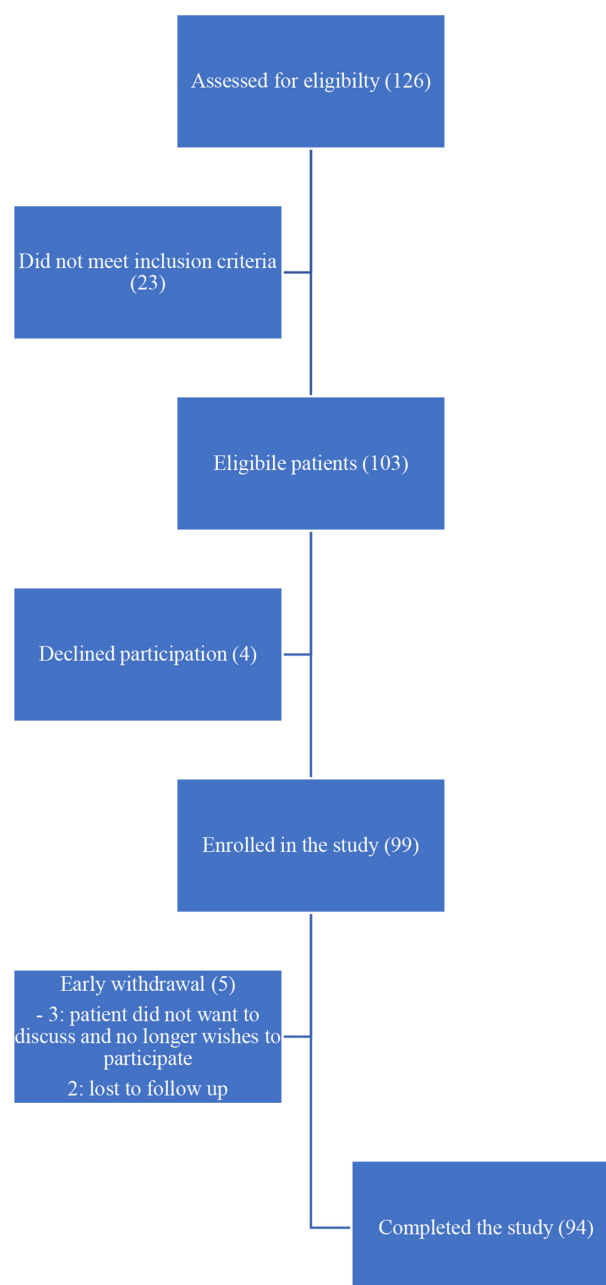 Assessed for eligibilty (126)
Did not meet inclusion criteria
(23)
Eligibile patients (103)
Declined participation (4)
Enrolled in the study (99)
Early withdrawal (5)
- 3: patient did not want to
discuss and no longer wishes to
participate
2: lost to follow up
Completed the study (94)